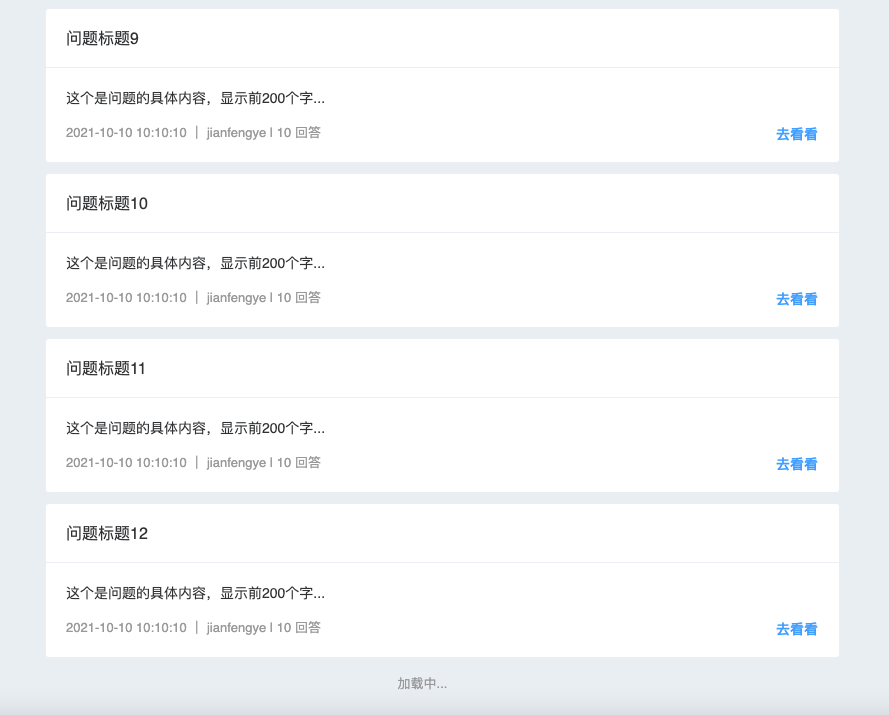 问题标题9
这个是问题的具体内容，显示前200个字...
2021-10-10 10:10:10 ｜ jianfengye | 10 回答
去看看
问题标题10
这个是问题的具体内容，显示前200个字...
2021-10-10 10:10:10 ｜ jianfengye | 10 回答
去看看
问题标题11
这个是问题的具体内容，显示前200个字...
2021-10-10 10:10:10 ｜ jianfengye | 10 回答
去看看
问题标题12
这个是问题的具体内容，显示前200个字...
2021-10-10 10:10:10 ｜ jianfengye | 10 回答
去看看
加载中...